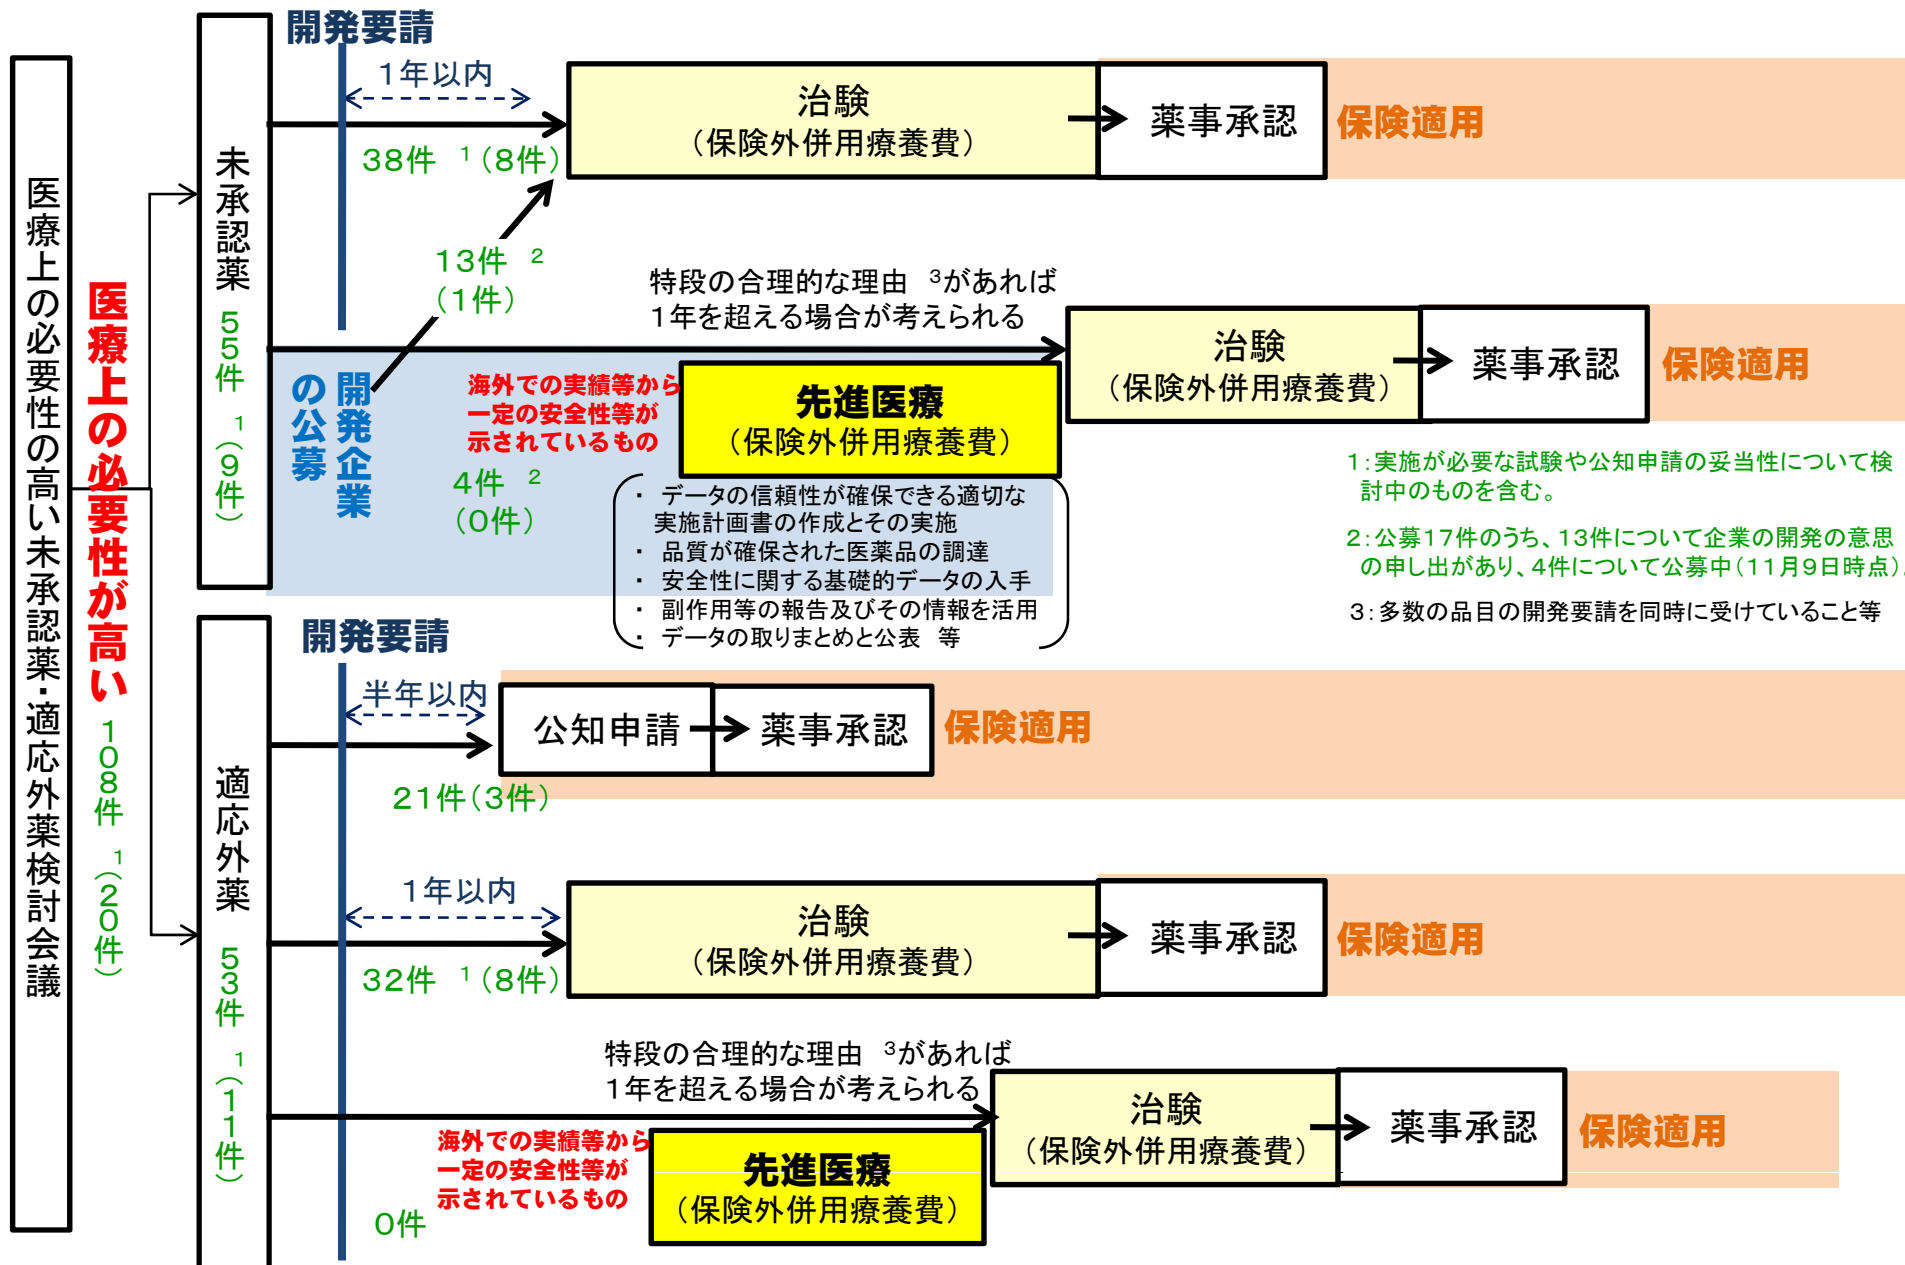 医療上の必要性の高い未承認薬・適応外薬検討会議
医療上の必要性が高い
108件 1(20件)
未承認薬 55件 1(9件)
開発要請
1年以内
38件 1(8件)
治験
(保険外併用療養費)
薬事承認
保険適用
13件 2
(1件)
特段の合理的な理由 3があれば
1年を超える場合が考えられる
治験
(保険外併用療養費)
薬事承認
保険適用
開発企業
の公募
海外での実績等から
一定の安全性等が
示されているもの
4件 2
(0件)
先進医療
(保険外併用療養費)
・ データの信頼性が確保できる適切な
実施計画書の作成とその実施
・ 品質が確保された医薬品の調達
・ 安全性に関する基礎的データの入手
・ 副作用等の報告及びその情報を活用
・ データの取りまとめと公表 等
1:実施が必要な試験や公知申請の妥当性について検
討中のものを含む。
2:公募17件のうち、13件について企業の開発の意思
の申し出があり、4件について公募中(11月9日時点)。
3:多数の品目の開発要請を同時に受けていること等
適応外薬 53件 1(11件)
開発要請
半年以内
公知申請
薬事承認
保険適用
21件(3件)
1年以内
32件 1(8件)
治験
(保険外併用療養費)
薬事承認
保険適用
特段の合理的な理由 3があれば
1年を超える場合が考えられる
治験
(保険外併用療養費)
薬事承認
保険適用
海外での実績等から
一定の安全性等が
示されているもの
0件
先進医療
(保険外併用療養費)